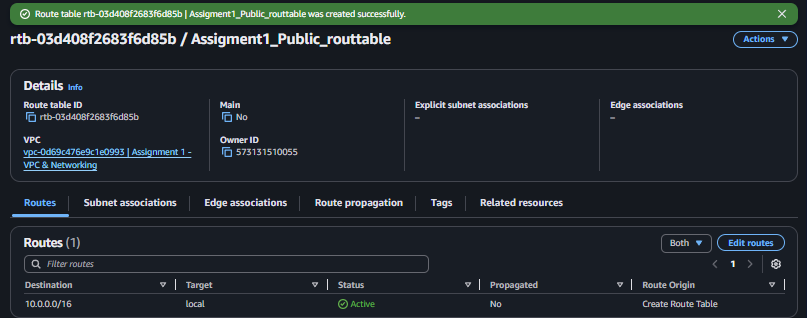 Route table rtb-03d408f2683f6d85b | Assigment1_Public_routtable was created successfully.
rtb-03d408f2683f6d85b / Assigment1_Public_routtable
Actions
Details Info
Route table ID
rtb-03d408f2683f6d85b
Main
No
Explicit subnet associations
–
Edge associations
–
VPC
vpc-0d69c476e9c1e0993 | Assignment 1 -
VPC & Networking
Owner ID
573131510055
Routes Subnet associations Edge associations Route propagation Tags Related resources
Routes (1)
Both
Edit routes
Filter routes
1
Destination Target Status Propagated Route Origin
10.0.0.0/16 local Active No Create Route Table